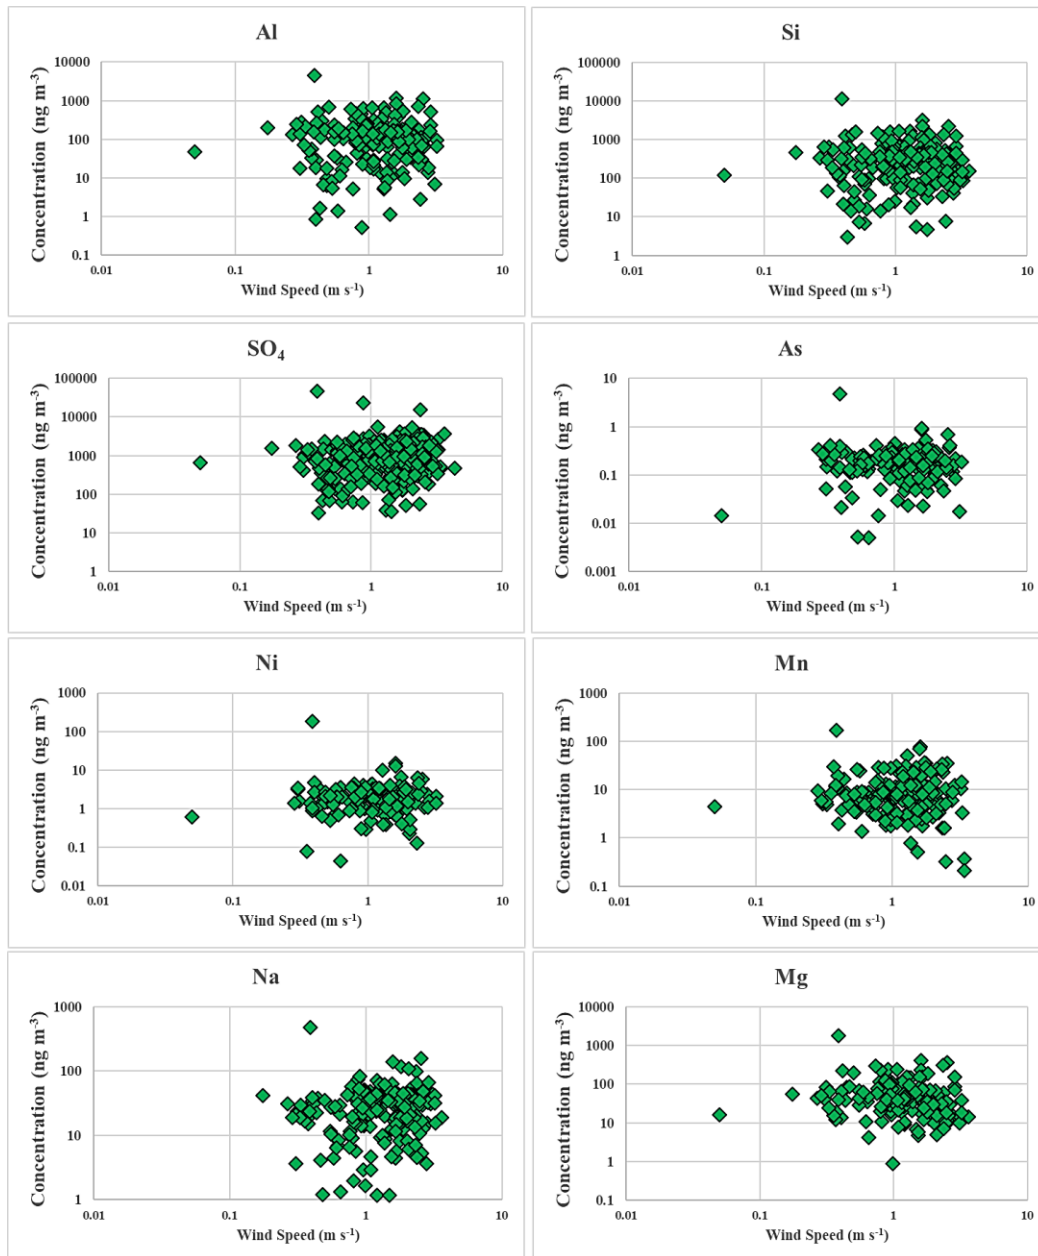 Al
Concentration (ng m⁻³)
10000
1000
100
10
1
0.1
0.01 0.1 1 10
Wind Speed (m s⁻¹)
Si
Concentration (ng m⁻³)
100000
10000
1000
100
10
1
0.01 0.1 1 10
Wind Speed (m s⁻¹)
SO₄
Concentration (ng m⁻³)
100000
10000
1000
100
10
1
0.01 0.1 1 10
Wind Speed (m s⁻¹)
As
Concentration (ng m⁻³)
10
1
0.1
0.01
0.001
0.01 0.1 1 10
Wind Speed (m s⁻¹)
Ni
Concentration (ng m⁻³)
1000
100
10
1
0.1
0.01
0.01 0.1 1 10
Wind Speed (m s⁻¹)
Mn
Concentration (ng m⁻³)
1000
100
10
1
0.1
0.01 0.1 1 10
Wind Speed (m s⁻¹)
Na
Concentration (ng m⁻³)
1000
100
10
1
0.01 0.1 1 10
Wind Speed (m s⁻¹)
Mg
Concentration (ng m⁻³)
10000
1000
100
10
1
0.1
0.01 0.1 1 10
Wind Speed (m s⁻¹)